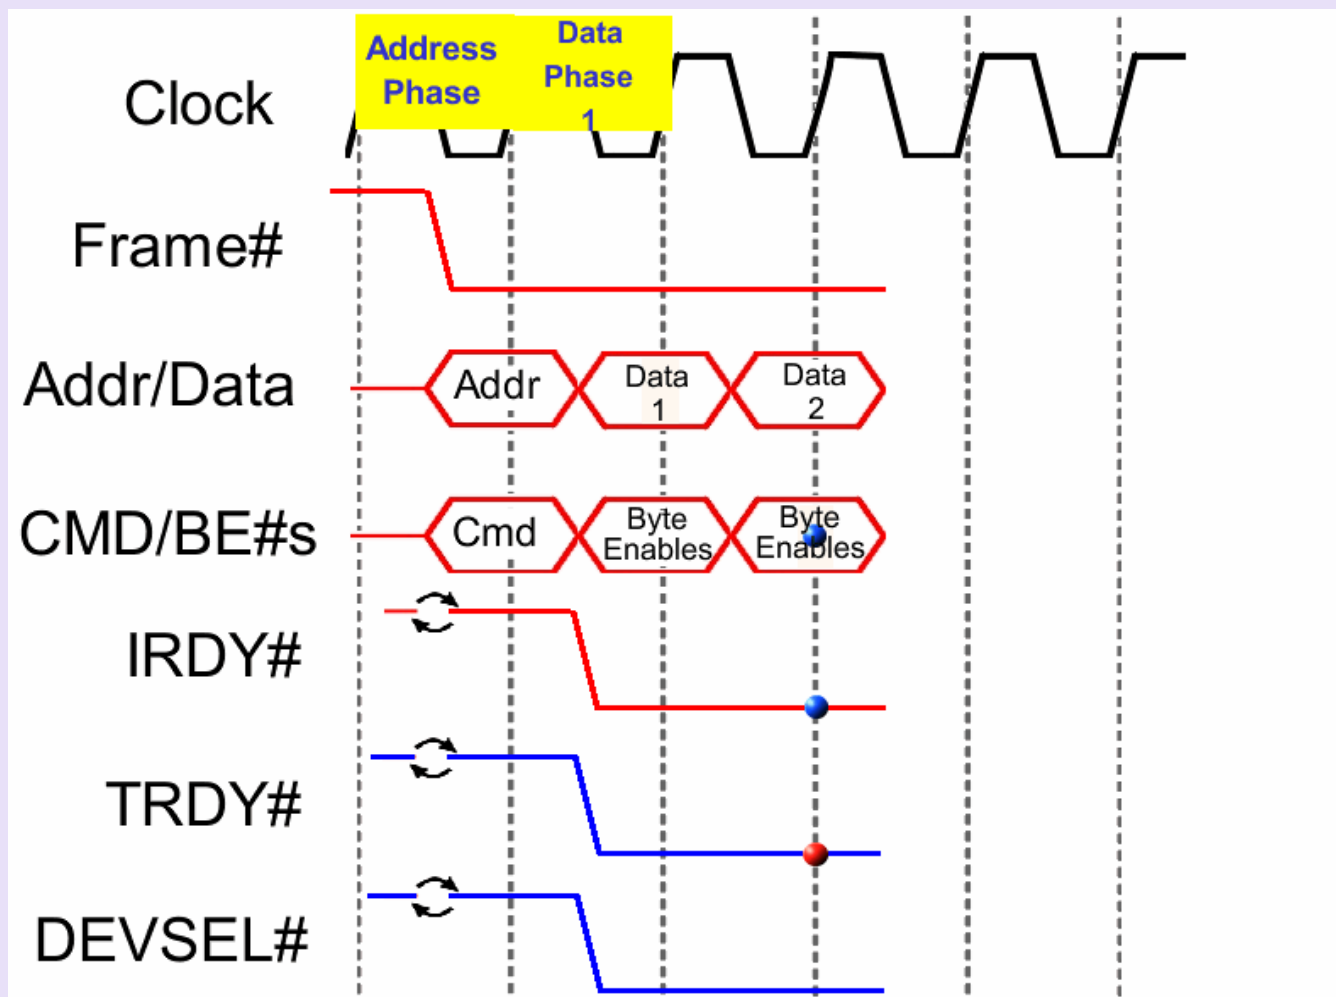 Address
Phase
Data
Phase
1
Clock
Frame#
Addr/Data
Addr
Data
1
Data
2
CMD/BE#s
Cmd
Byte
Enables
Byte
Enables
IRDY#
TRDY#
DEVSEL#